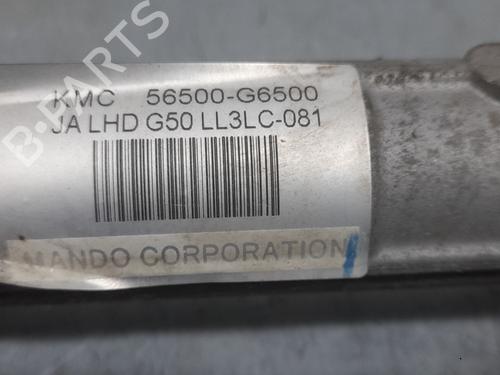 KMC 56500-G6500
JA LHD G50 LL3LC-081
MANDO CORPORATION
B-PARTS